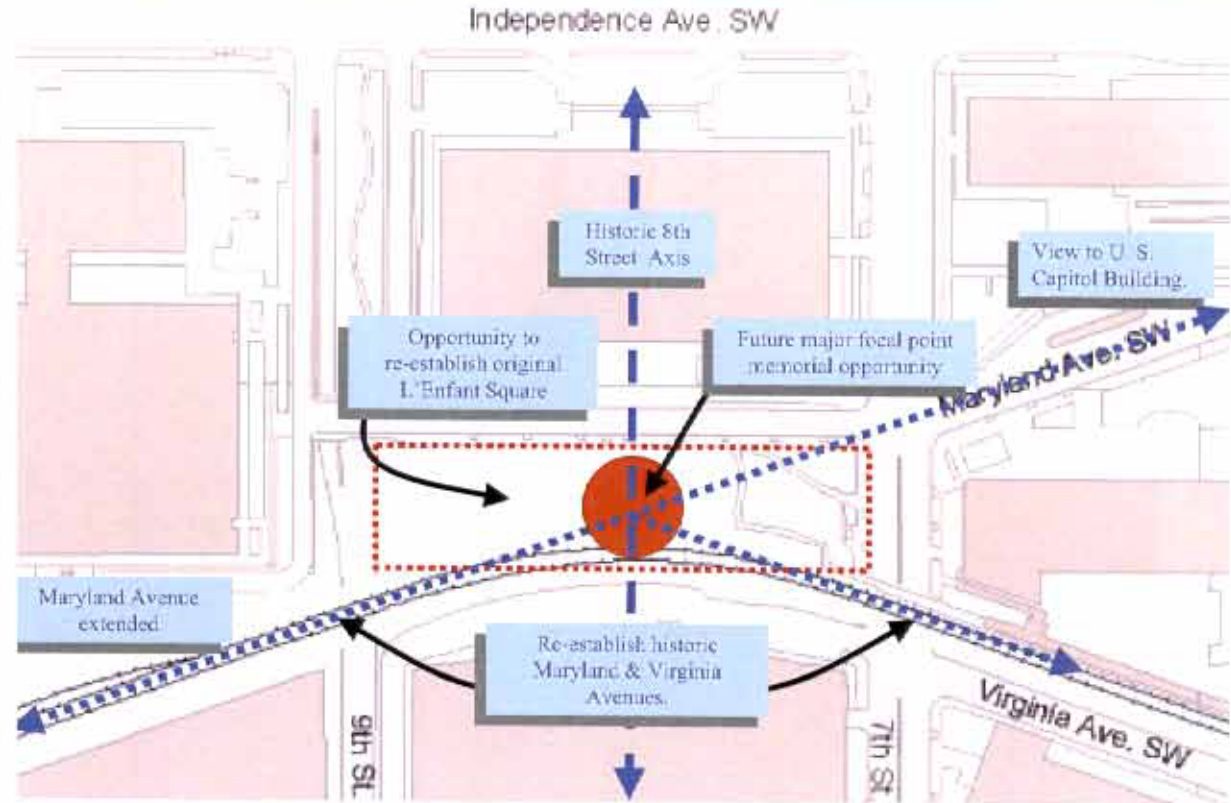 Independence Ave. SW
Historic 8th
Street Axis
View to U. S.
Capitol Building.
Opportunity to
re-establish original
L'Enfant Square
Future major focal point
memorial opportunity
Maryland Ave. SW
Maryland Avenue
extended
Re-establish historic
Maryland & Virginia
Avenues.
9th St.
7th St.
Virginia Ave. SW